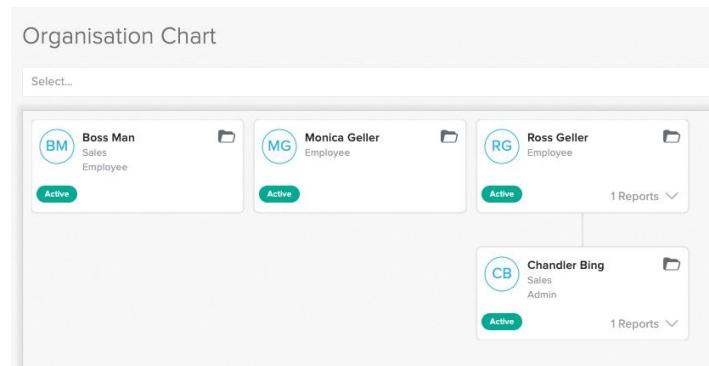 Organisation Chart
Select...
BM
Boss Man
Sales
Employee
Active
MG
Monica Geller
Employee
Active
RG
Ross Geller
Employee
Active
1 Reports
CB
Chandler Bing
Sales
Admin
Active
1 Reports